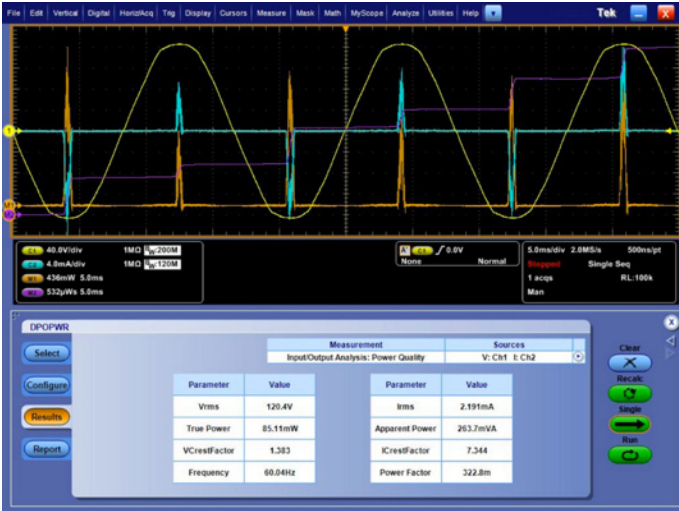 File Edit Vertical Digital Horiz/Acq Trig Display Cursors Measure Mask Math MyScope Analyze Utilities Help Tek X
1
M1
M2
C1 40.0V/div 1MΩ BW:200M
C2 4.0mA/div 1MΩ BW:120M
M1 436mW 5.0ms
M2 532µWs 5.0ms
A' C1 / 0.0V
None Normal
5.0ms/div 2.0MS/s 500ns/pt
Stopped Single Seq
1 acqs RL:100k
Man
DPOPWR X
Select
Configure
Results
Report
Measurement Sources
Input/Output Analysis: Power Quality V: Ch1 I: Ch2
Parameter Value Parameter Value
Vrms 120.4V Irms 2.191mA
True Power 85.11mW Apparent Power 263.7mVA
VCrestFactor 1.383 ICrestFactor 7.344
Frequency 60.04Hz Power Factor 322.8m
Clear
Recalc
Single
Run